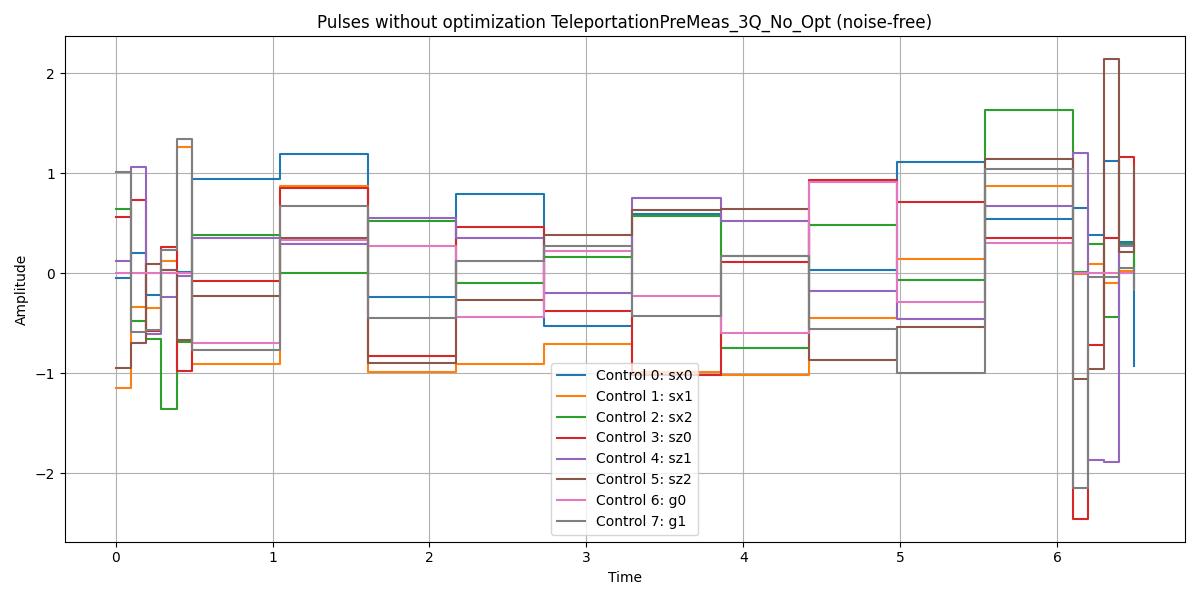 Pulses without optimization TeleportationPreMeas_3Q_No_Opt (noise-free)
2
1
0
−1
−2
Amplitude
Control 0: sx0
Control 1: sx1
Control 2: sx2
Control 3: sz0
Control 4: sz1
Control 5: sz2
Control 6: g0
Control 7: g1
0 1 2 3 4 5 6
Time